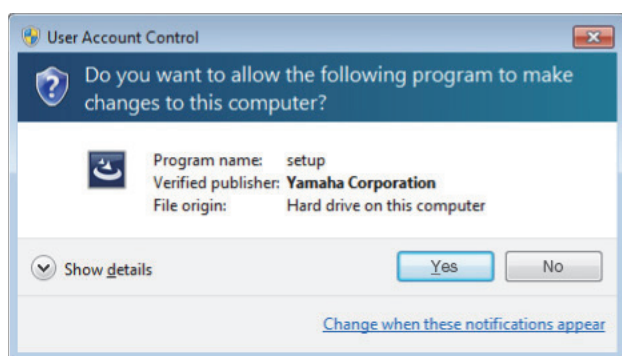 User Account Control
Do you want to allow the following program to make
changes to this computer?
Program name: setup
Verified publisher: Yamaha Corporation
File origin: Hard drive on this computer
Show details
Yes No
Change when these notifications appear